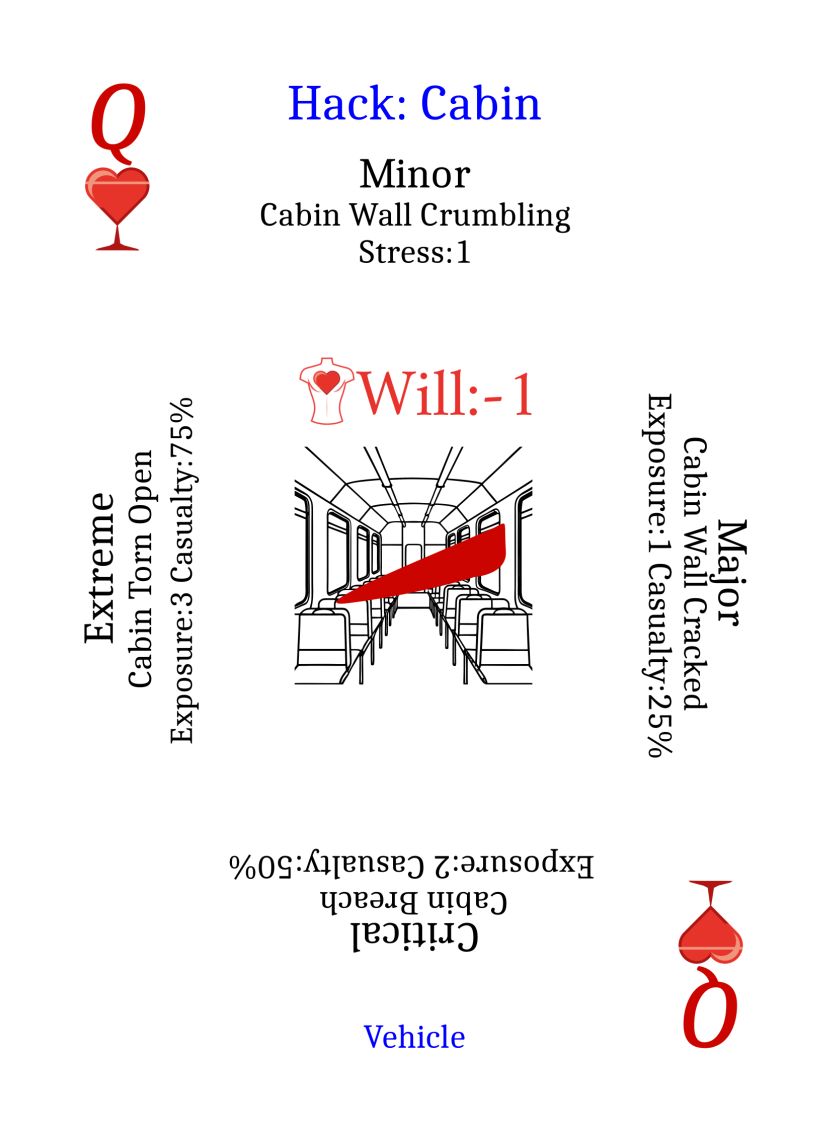 Q
Hack: Cabin
Minor
Cabin Wall Crumbling
Stress:1
Will:-1
Extreme
Cabin Torn Open
Exposure:3 Casualty:75%
Major
Cabin Wall Cracked
Exposure:1 Casualty:25%
Critical
Cabin Breach
Exposure:2 Casualty:50%
Q
Vehicle